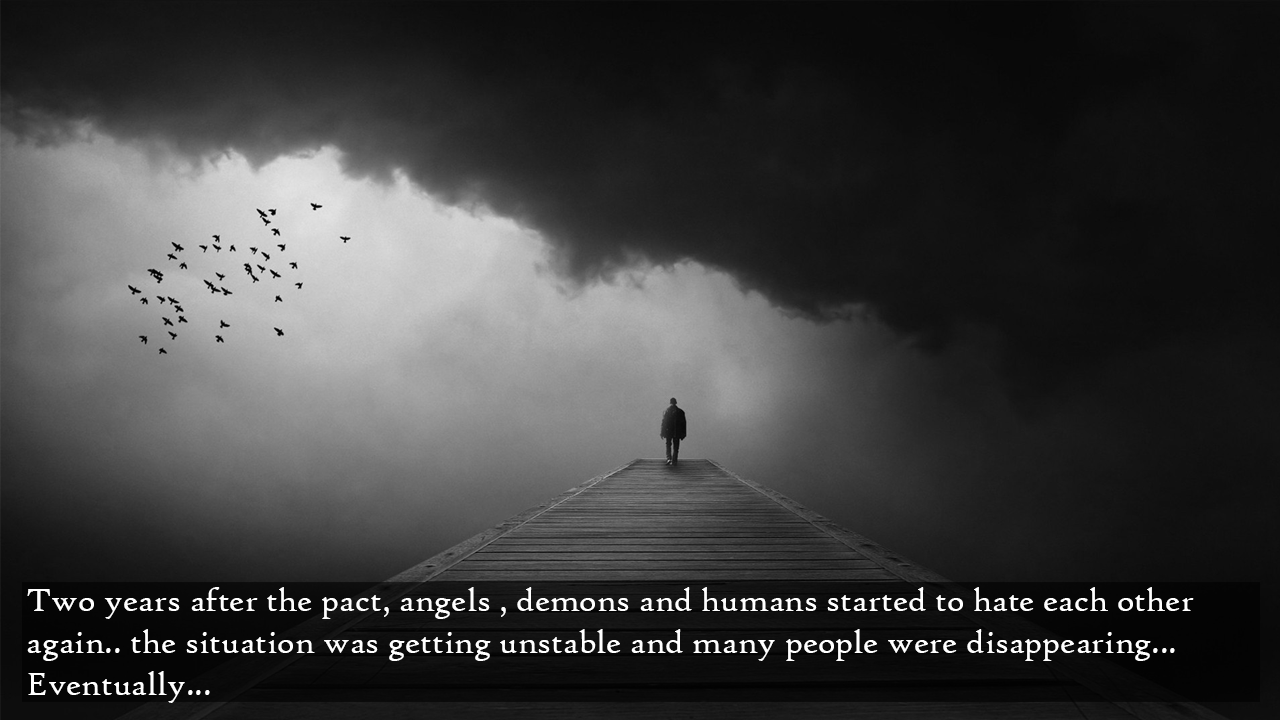 Two years after the pact, angels , demons and humans started to hate each other
again.. the situation was getting unstable and many people were disappearing...
Eventually...